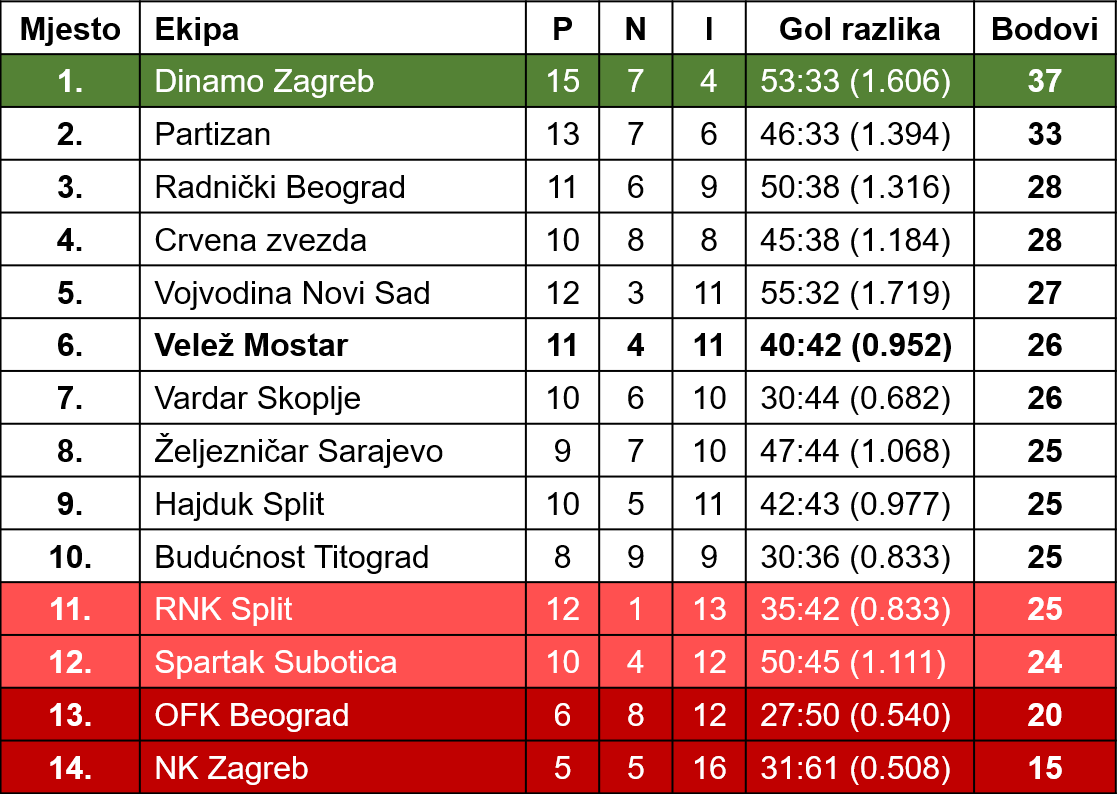 Mjesto Ekipa P N I Gol razlika Bodovi
1. Dinamo Zagreb 15 7 4 53:33 (1.606) 37
2. Partizan 13 7 6 46:33 (1.394) 33
3. Radnički Beograd 11 6 9 50:38 (1.316) 28
4. Crvena zvezda 10 8 8 45:38 (1.184) 28
5. Vojvodina Novi Sad 12 3 11 55:32 (1.719) 27
6. Velež Mostar 11 4 11 40:42 (0.952) 26
7. Vardar Skoplje 10 6 10 30:44 (0.682) 26
8. Željezničar Sarajevo 9 7 10 47:44 (1.068) 25
9. Hajduk Split 10 5 11 42:43 (0.977) 25
10. Budućnost Titograd 8 9 9 30:36 (0.833) 25
11. RNK Split 12 1 13 35:42 (0.833) 25
12. Spartak Subotica 10 4 12 50:45 (1.111) 24
13. OFK Beograd 6 8 12 27:50 (0.540) 20
14. NK Zagreb 5 5 16 31:61 (0.508) 15